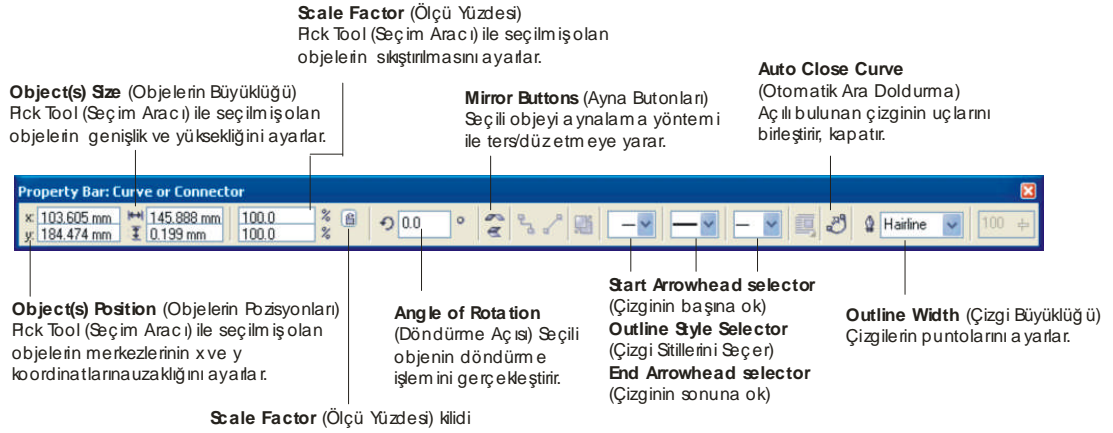 Scale Factor (Ölçü Yüzdesi)
Pick Tool (Seçim Aracı) ile seçilmiş olan
objelerin sıkıştırılmasını ayarlar.
Object(s) Size (Objelerin Büyüklüğü)
Pick Tool (Seçim Aracı) ile seçilmiş olan
objelerin genişlik ve yüksekliğini ayarlar.
Mirror Buttons (Ayna Butonları)
Seçili objeyi aynalama yöntemi
ile ters/düz etmeye yarar.
Auto Close Curve
(Otomatik Ara Doldurma)
Açılı bulunan çizginin uçlarını
birleştirir, kapatır.
Property Bar: Curve or Connector
x: 103.605 mm 145.888 mm 100.0 %
y: 184.474 mm 0.199 mm 100.0 %
0.0 °
Hairline
100
Object(s) Position (Objelerin Pozisyonları)
Pick Tool (Seçim Aracı) ile seçilmiş olan
objelerin merkezlerinin x ve y
koordinatlarınauzaklığını ayarlar.
Angle of Rotation
(Döndürme Açısı) Seçili
objenin döndürme
işlemini gerçekleştirir.
Start Arrowhead selector
(Çizginin başına ok)
Outline Style Selector
(Çizgi Sitillerini Seçer)
End Arrowhead selector
(Çizginin sonuna ok)
Outline Width (Çizgi Büyüklüğü)
Çizgilerin puntolarını ayarlar.
Scale Factor (Ölçü Yüzdesi) kilidi